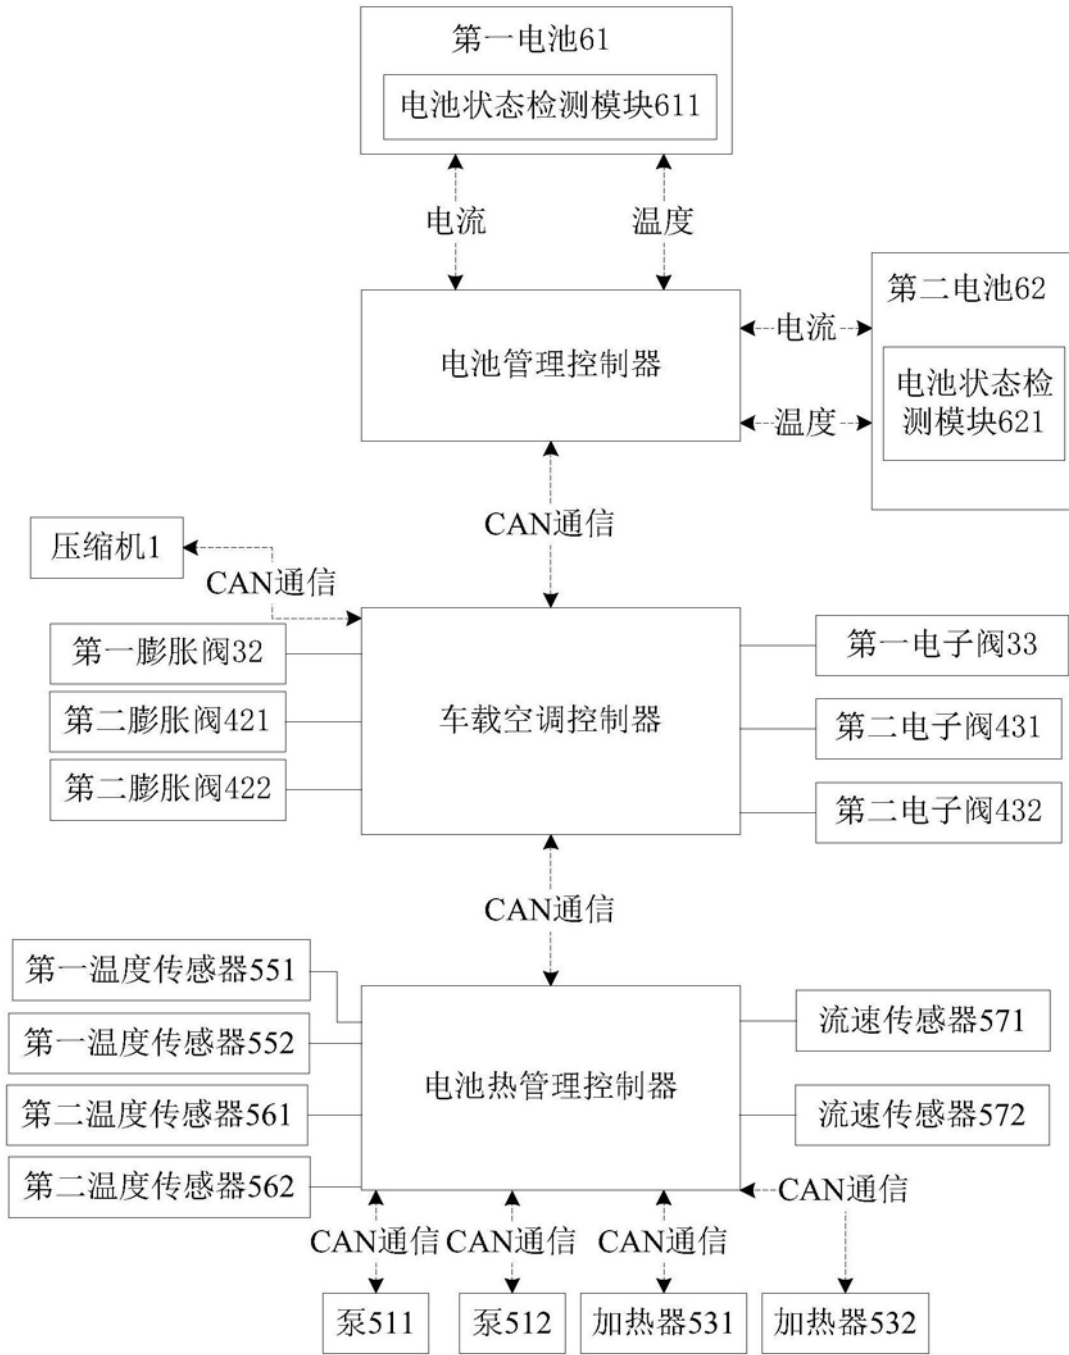 第一电池61
电池状态检测模块611
电流
温度
第二电池62
电流
电池管理控制器
电池状态检
测模块621
温度
CAN通信
压缩机1
CAN通信
第一膨胀阀32
第一电子阀33
第二膨胀阀421
车载空调控制器
第二电子阀431
第二膨胀阀422
第二电子阀432
CAN通信
第一温度传感器551
流速传感器571
第一温度传感器552
电池热管理控制器
第二温度传感器561
流速传感器572
第二温度传感器562
CAN通信
CAN通信
CAN通信
CAN通信
泵511
泵512
加热器531
加热器532